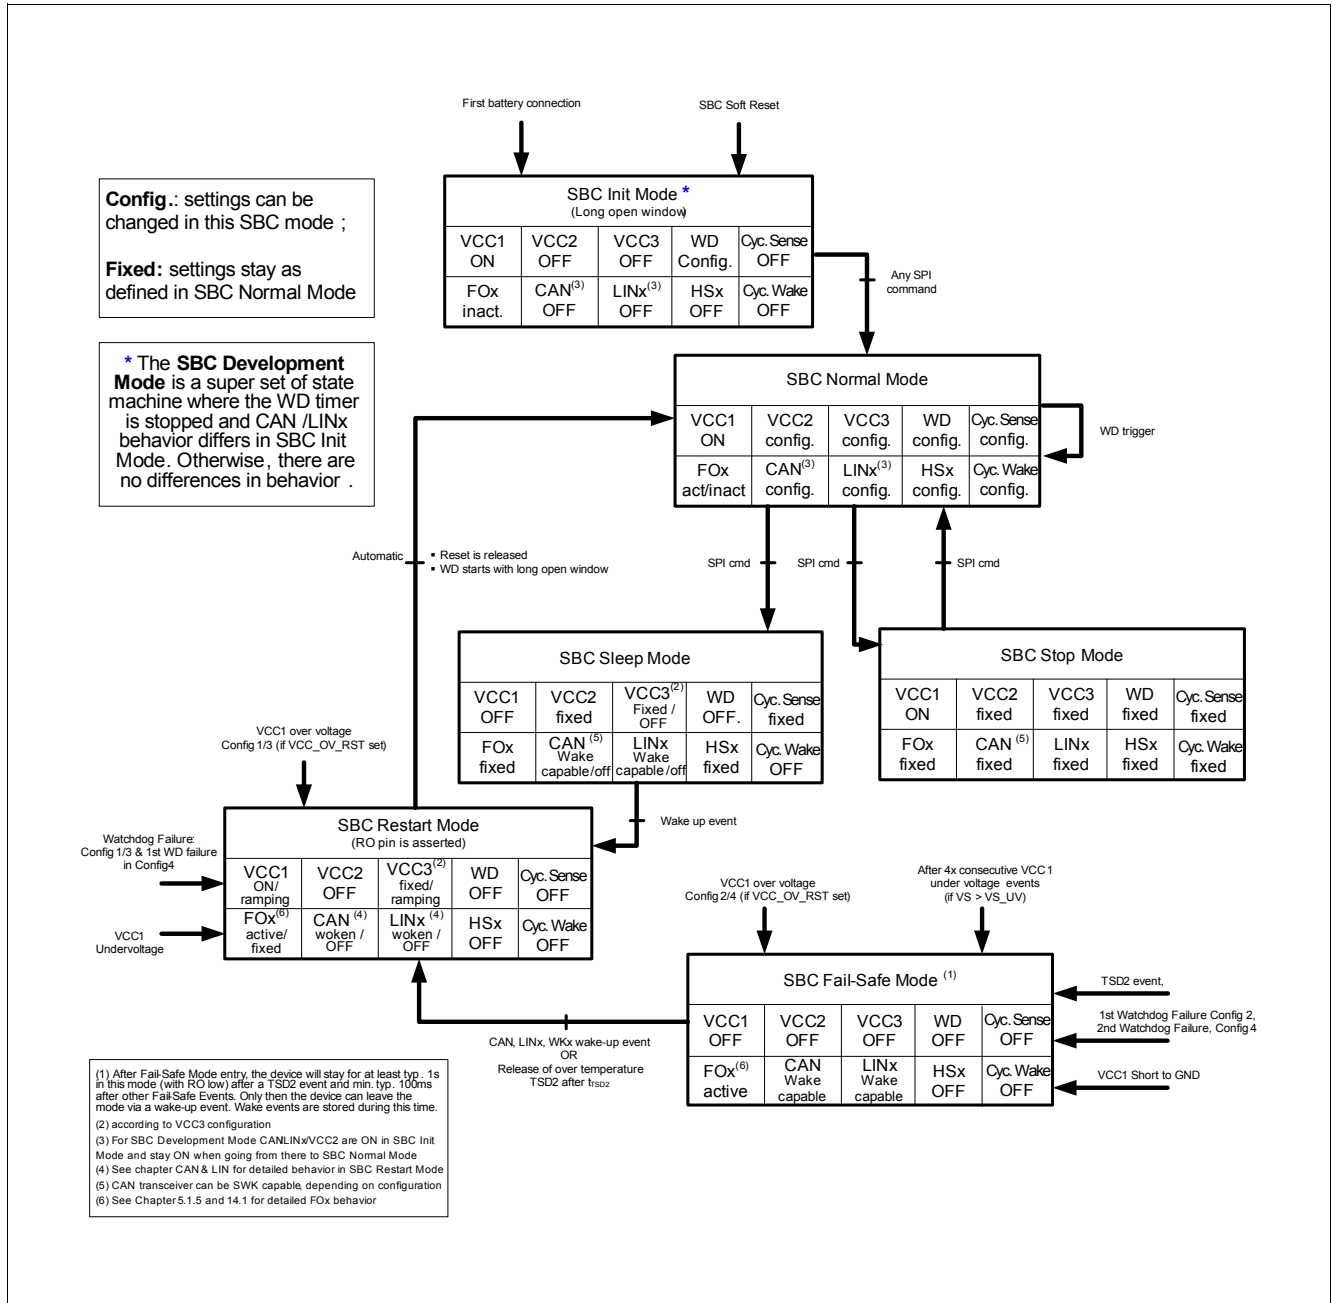 First battery connection
SBC Soft Reset
Config.: settings can be
changed in this SBC mode ;
Fixed: settings stay as
defined in SBC Normal Mode
* The SBC Development
Mode is a super set of state
machine where the WD timer
is stopped and CAN /LINx
behavior differs in SBC Init
Mode. Otherwise, there are
no differences in behavior .
SBC Init Mode *
(Long open window)
VCC1 VCC2 VCC3 WD Cyc. Sense
ON OFF OFF Config. OFF
FOx CAN(3) LINx(3) HSx Cyc. Wake
inact. OFF OFF OFF OFF
Any SPI
command
SBC Normal Mode
VCC1 VCC2 VCC3 WD Cyc. Sense
ON config. config. config. config.
FOx CAN(3) LINx(3) HSx Cyc. Wake
act/inact config. config. config. config.
WD trigger
Automatic
▪ Reset is released
▪ WD starts with long open window
SPI cmd
SPI cmd
SPI cmd
SBC Sleep Mode
VCC1 VCC2 VCC3(2) WD Cyc. Sense
OFF fixed Fixed / OFF OFF. fixed
FOx CAN (5) LINx HSx Cyc. Wake
fixed Wake capable/off Wake capable/off fixed OFF
SBC Stop Mode
VCC1 VCC2 VCC3 WD Cyc. Sense
ON fixed fixed fixed fixed
FOx CAN (5) LINx HSx Cyc. Wake
fixed fixed fixed fixed fixed
VCC1 over voltage
Config 1/3 (if VCC_OV_RST set)
Wake up event
Watchdog Failure:
Config 1/3 & 1st WD failure
in Config4
VCC1
Undervoltage
SBC Restart Mode
(RO pin is asserted)
VCC1 VCC2 VCC3(2) WD Cyc. Sense
ON/ ramping OFF fixed/ ramping OFF OFF
FOx(6) CAN (4) LINx (4) HSx Cyc. Wake
active/ fixed woken / OFF woken / OFF OFF OFF
VCC1 over voltage
Config 2/4 (if VCC_OV_RST set)
After 4x consecutive VCC1
under voltage events
(if VS > VS_UV)
SBC Fail-Safe Mode (1)
VCC1 VCC2 VCC3 WD Cyc. Sense
OFF OFF OFF OFF OFF
FOx(6) CAN LINx HSx Cyc. Wake
active Wake capable Wake capable OFF OFF
TSD2 event,
1st Watchdog Failure Config 2,
2nd Watchdog Failure, Config 4
VCC1 Short to GND
CAN, LINx, WKx wake-up event
OR
Release of over temperature
TSD2 after tTSD2
(1) After Fail-Safe Mode entry, the device will stay for at least typ. 1s
in this mode (with RO low) after a TSD2 event and min. typ. 100ms
after other Fail-Safe Events. Only then the device can leave the
mode via a wake-up event. Wake events are stored during this time.
(2) according to VCC3 configuration
(3) For SBC Development Mode CAN/LINx/VCC2 are ON in SBC Init
Mode and stay ON when going from there to SBC Normal Mode
(4) See chapter CAN & LIN for detailed behavior in SBC Restart Mode
(5) CAN transceiver can be SWK capable, depending on configuration
(6) See Chapter 5.1.5 and 14.1 for detailed FOx behavior